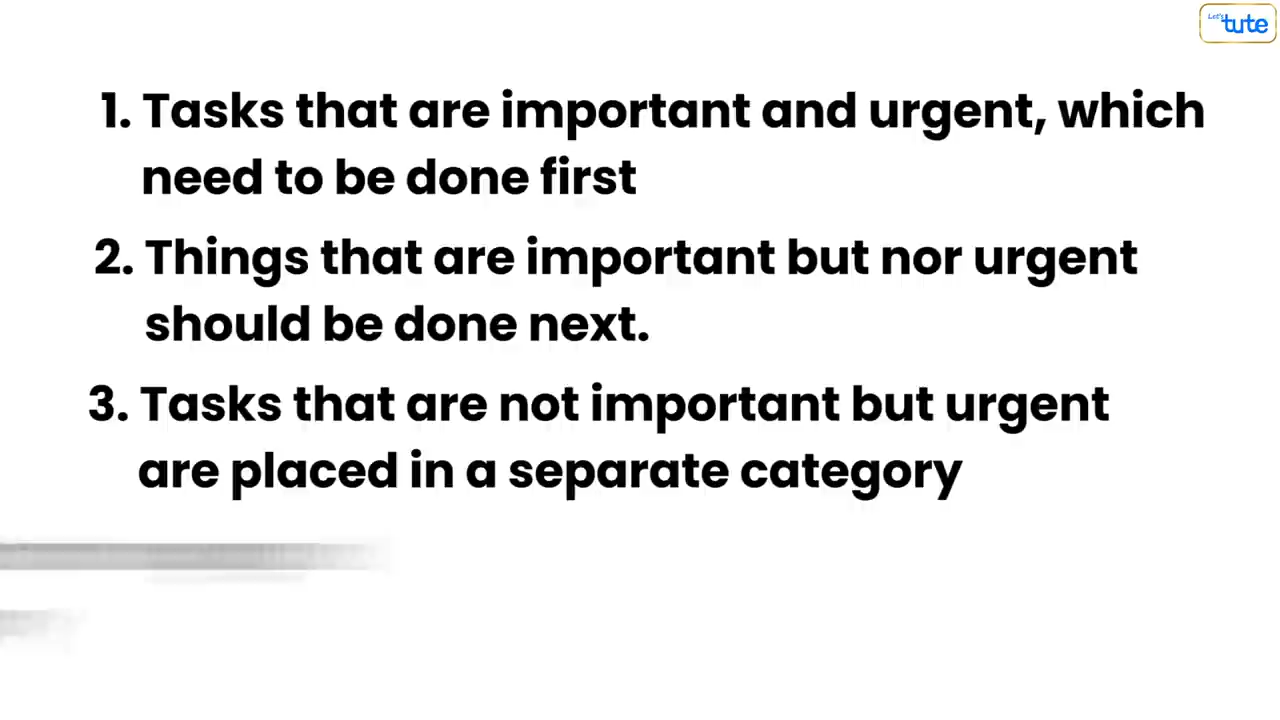 Let's tute
1. Tasks that are important and urgent, which
need to be done first
2. Things that are important but nor urgent
should be done next.
3. Tasks that are not important but urgent
are placed in a separate category